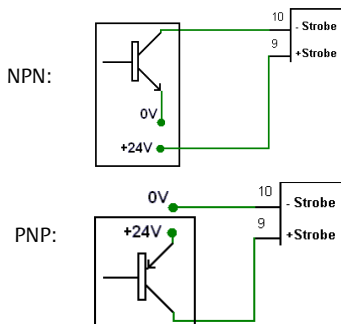 10
- Strobe
9
+Strobe
NPN:
0V
+24V
0V
10
- Strobe
+24V
9
+Strobe
PNP: